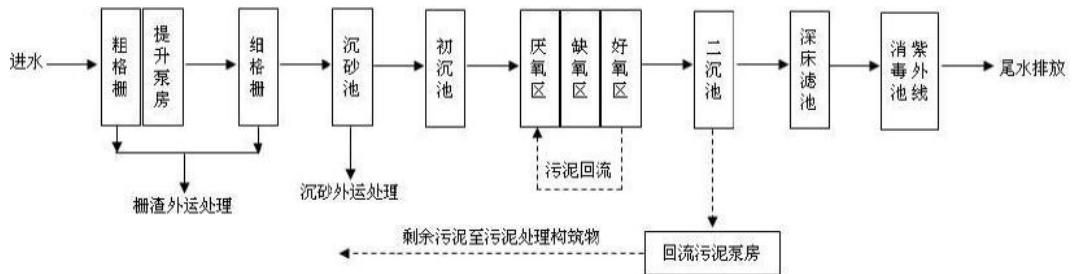 进水
粗格栅
提升泵房
细格栅
沉砂池
初沉池
厌氧区
缺氧区
好氧区
二沉池
深床滤池
紫外线
消毒池
尾水排放
污泥回流
栅渣外运处理
沉砂外运处理
剩余污泥至污泥处理构筑物
回流污泥泵房